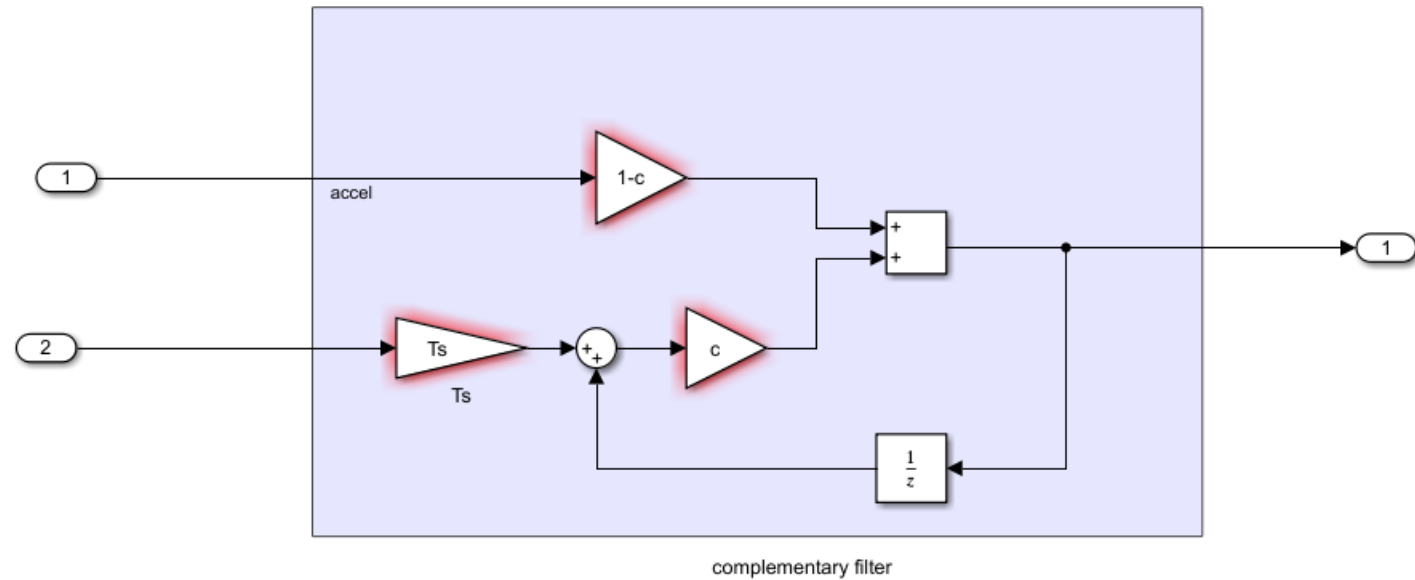 1-c
1
accel
+
+
1
2
Ts
+
+
c
Ts
1
z
complementary filter